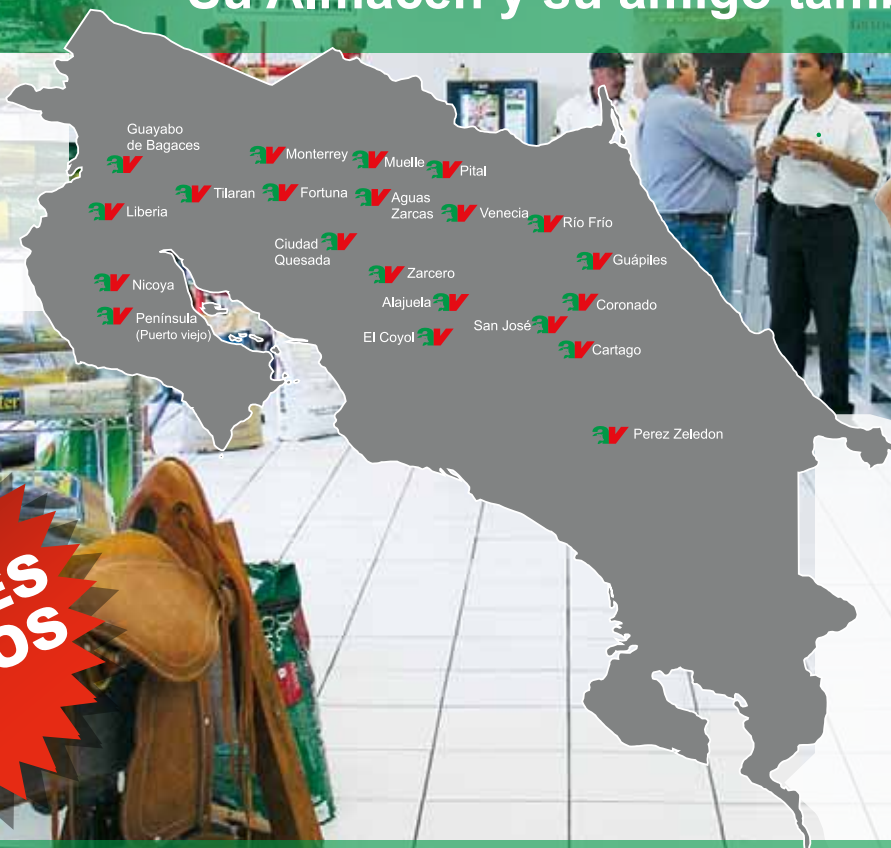 Su Almacén y su amigo tam
Guayabo
de Bagaces
Monterrey
Muelle
Pital
Tilaran
Fortuna
Aguas
Zarcas
Liberia
Venecia
Río Frío
Ciudad
Quesada
Guápiles
Zarcero
Nicoya
Alajuela
Coronado
Península
(Puerto viejo)
San José
El Coyol
Cartago
Perez Zeledon